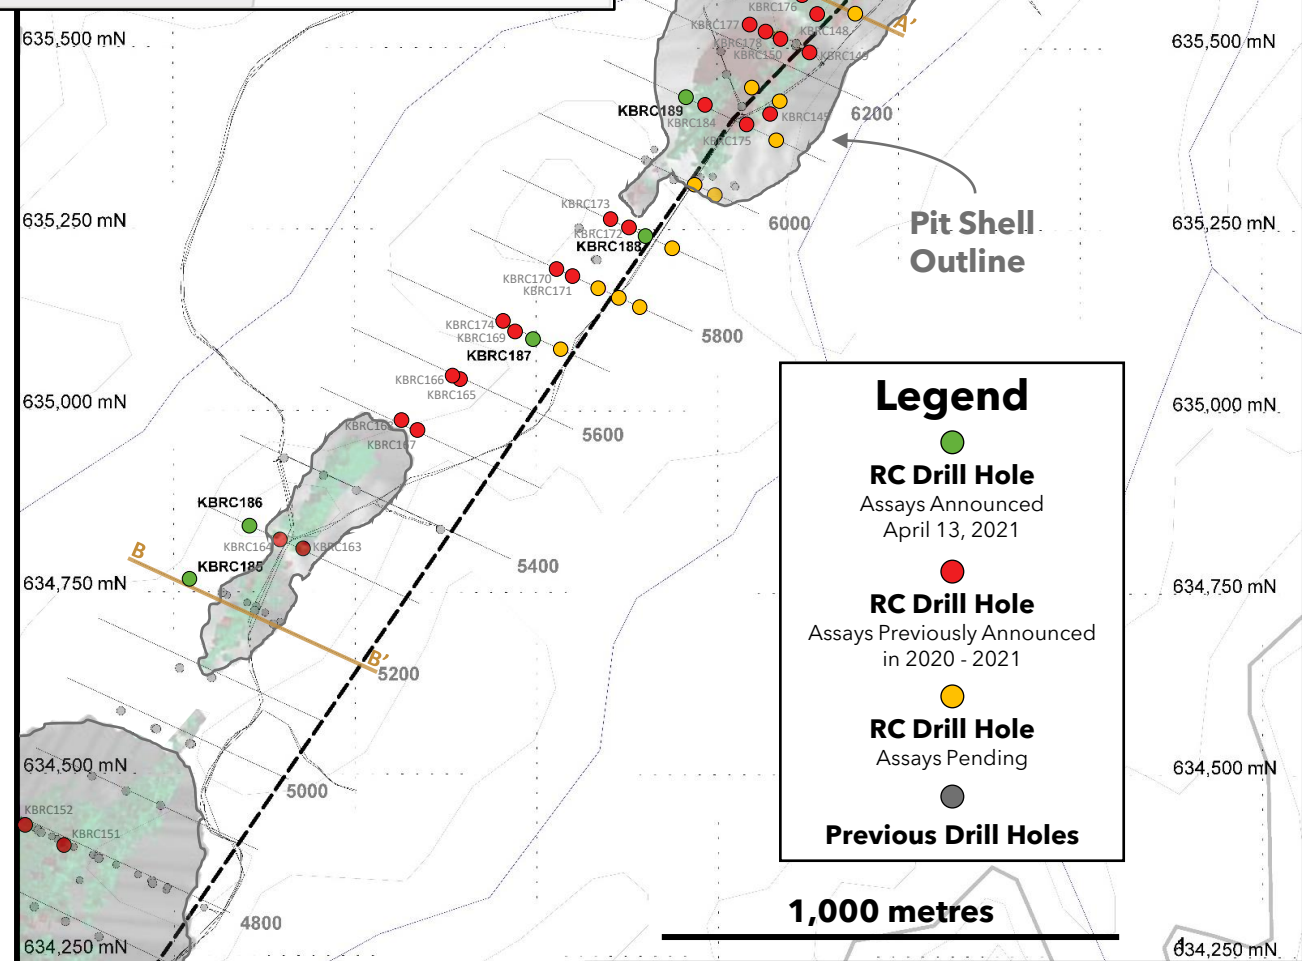 KBRC176
A'
635,500 mN
KBRC177
KBRC148
635,500 mN
KBRC178
KBRC150
KBRC149
KBRC189
KBRC184
KBRC145
6200
KBRC175
KBRC173
635,250 mN
6000
Pit Shell
Outline
635,250 mN
KBRC172
KBRC188
KBRC170
KBRC171
KBRC174
KBRC169
5800
KBRC187
KBRC166
KBRC165
635,000 mN
635,000 mN
KBRC167
5600
KBRC186
KBRC164
KBRC163
B
KBRC185
5400
634,750 mN
634,750 mN
B'
5200
634,500 mN
634,500 mN
5000
KBRC152
KBRC151
4800
634,250 mN
634,250 mN
Legend
RC Drill Hole
Assays Announced
April 13, 2021
RC Drill Hole
Assays Previously Announced
in 2020 - 2021
RC Drill Hole
Assays Pending
Previous Drill Holes
1,000 metres